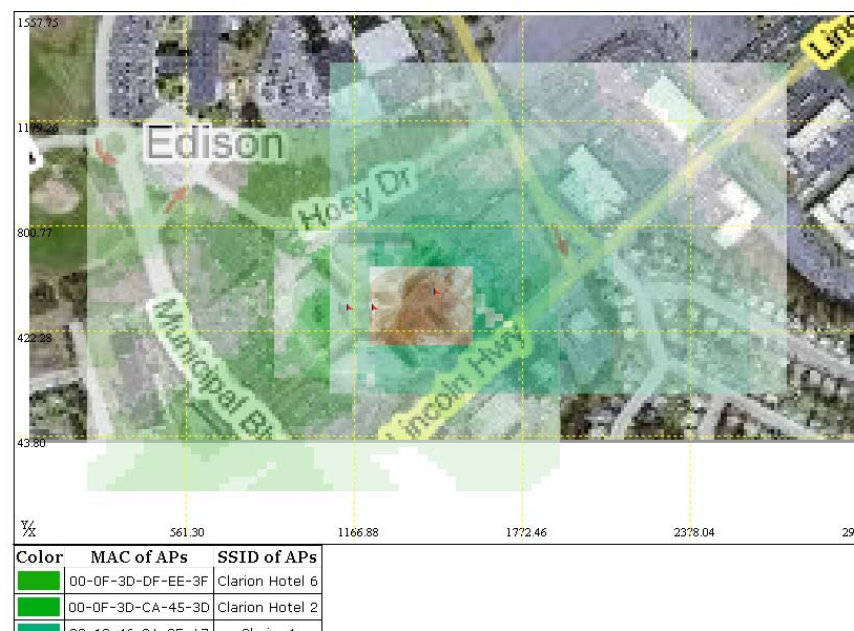 1557.75
Linc
1179.26
Edison
Hoey Dr
800.77
Municipal Bl
422.28
Lincoln Hwy
43.80
Y/
/X
561.30
1166.88
1772.46
2378.04
29
Color MAC of APs SSID of APs
00-0F-3D-DF-EE-3F Clarion Hotel 6
00-0F-3D-CA-45-3D Clarion Hotel 2